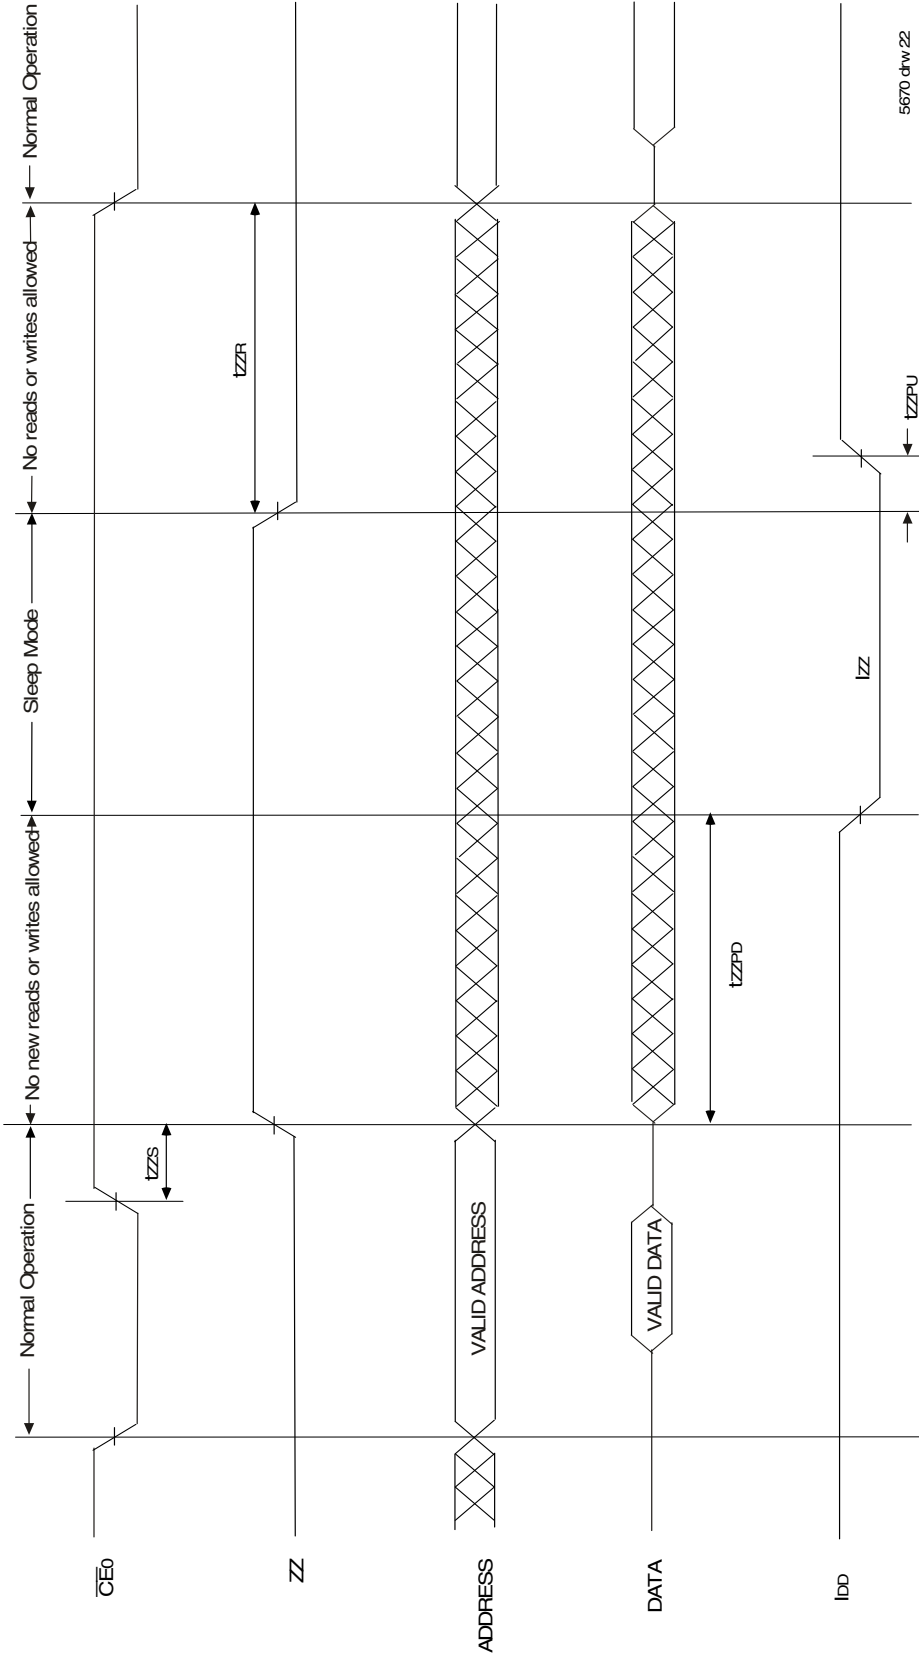 Normal Operation
No new reads or writes allowed
Sleep Mode
No reads or writes allowed
Normal Operation
CE0
tZZS
ZZ
tZZR
ADDRESS
VALID ADDRESS
DATA
VALID DATA
tZZPD
IDD
IZZ
tZZPU
5670 drw 22